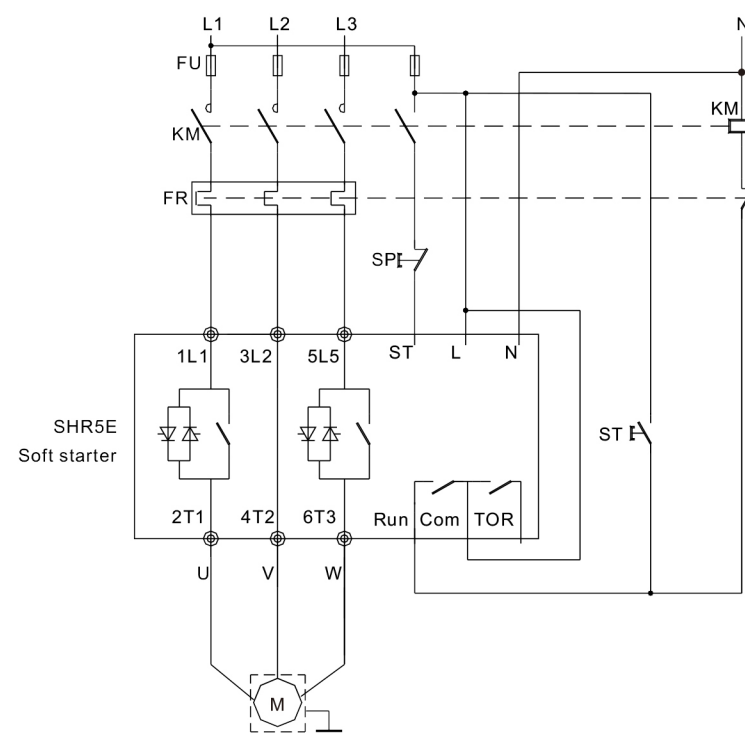 L1 L2 L3 N
FU
KM KM
FR
SP
1L1 3L2 5L5 ST L N
SHR5E
Soft starter
ST
2T1 4T2 6T3 Run Com TOR
U V W
M